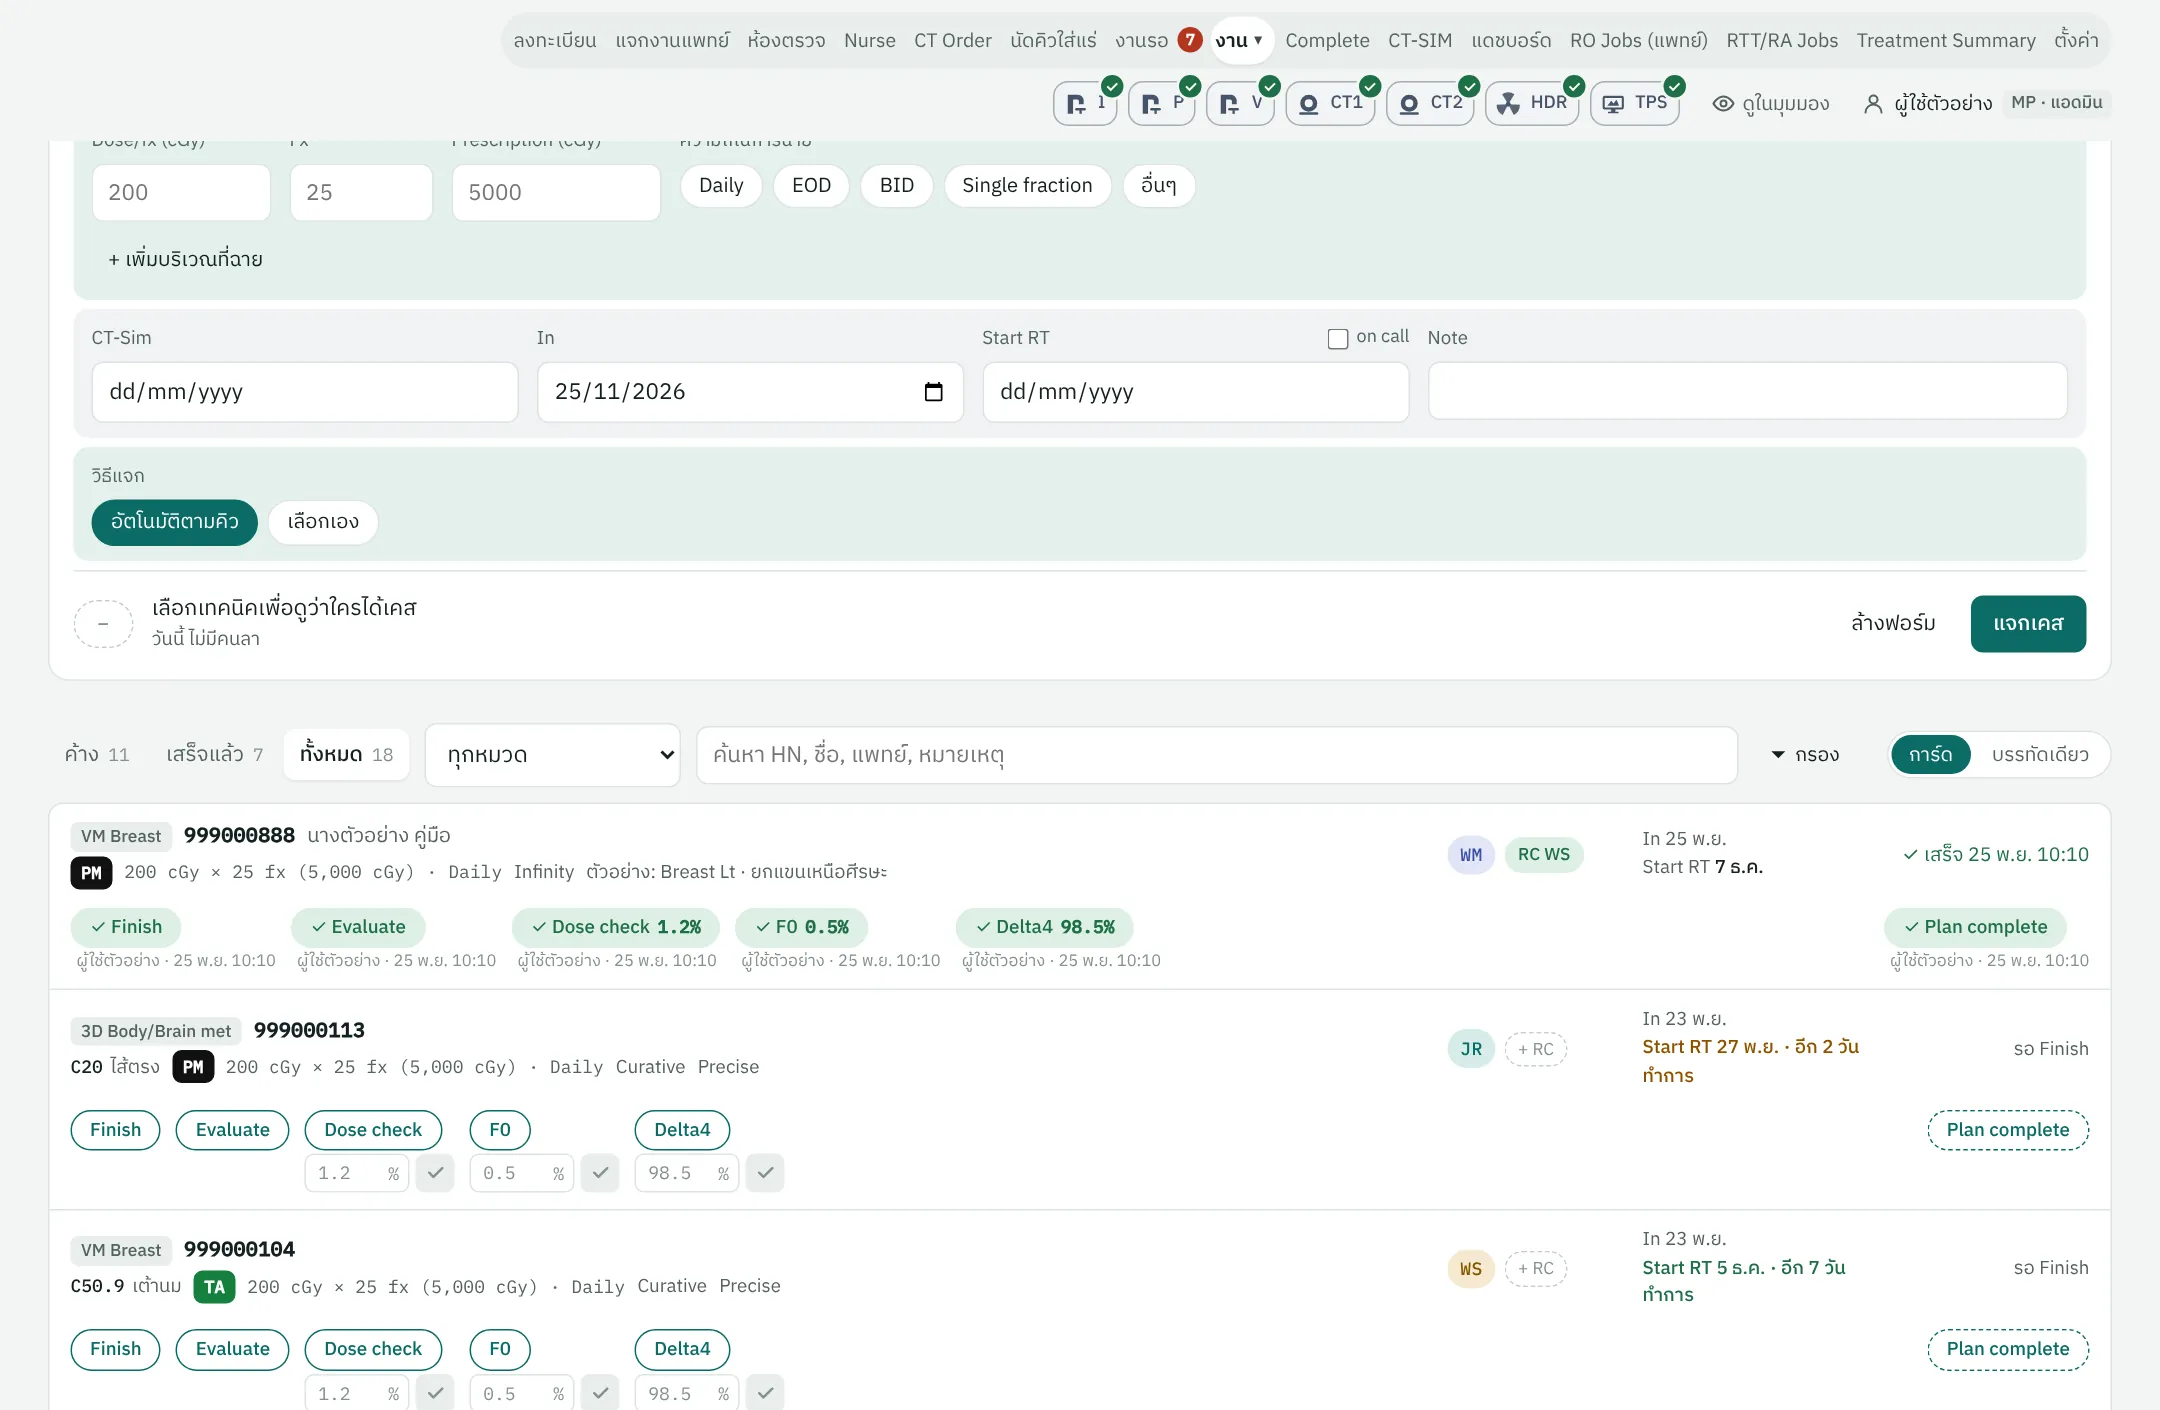 ลงทะเบียน แจกงานแพทย์ ห้องตรวจ Nurse CT Order นัดคิวใส่แร่ งานรอ 7 งาน ▾ Complete CT-SIM แดชบอร์ด RO Jobs (แพทย์) RTT/RA Jobs Treatment Summary ตั้งค่า
P V CT1 CT2 HDR TPS ดูในมุมมอง ผู้ใช้ตัวอย่าง MP · แอดมิน
Dose/fx (cGy) Fx Prescription (cGy)
200 25 5000 Daily EOD BID Single fraction อื่นๆ
+ เพิ่มบริเวณที่ฉาย
CT-Sim In Start RT on call Note
dd/mm/yyyy 25/11/2026 dd/mm/yyyy
วิธีแจก
อัตโนมัติตามคิว เลือกเอง
– เลือกเทคนิคเพื่อดูว่าใครได้เคส
วันนี้ ไม่มีคนลา
ล้างฟอร์ม แจกเคส
ค้าง 11 เสร็จแล้ว 7 ทั้งหมด 18 ทุกหมวด ค้นหา HN, ชื่อ, แพทย์, หมายเหตุ กรอง การ์ด บรรทัดเดียว
VM Breast 999000888 นางตัวอย่าง คู่มือ
PM 200 cGy × 25 fx (5,000 cGy) · Daily Infinity ตัวอย่าง: Breast Lt · ยกแขนเหนือศีรษะ
WM RC WS
In 25 พ.ย.
Start RT 7 ธ.ค.
✓ เสร็จ 25 พ.ย. 10:10
✓ Finish ✓ Evaluate ✓ Dose check 1.2% ✓ F0 0.5% ✓ Delta4 98.5% ✓ Plan complete
ผู้ใช้ตัวอย่าง · 25 พ.ย. 10:10 ผู้ใช้ตัวอย่าง · 25 พ.ย. 10:10 ผู้ใช้ตัวอย่าง · 25 พ.ย. 10:10 ผู้ใช้ตัวอย่าง · 25 พ.ย. 10:10 ผู้ใช้ตัวอย่าง · 25 พ.ย. 10:10 ผู้ใช้ตัวอย่าง · 25 พ.ย. 10:10
3D Body/Brain met 999000113
C20 ไส้ตรง PM 200 cGy × 25 fx (5,000 cGy) · Daily Curative Precise
JR + RC
In 23 พ.ย.
Start RT 27 พ.ย. · อีก 2 วัน
ทำการ
รอ Finish
Finish Evaluate Dose check F0 Delta4 Plan complete
1.2 % ✓ 0.5 % ✓ 98.5 % ✓
VM Breast 999000104
C50.9 เต้านม TA 200 cGy × 25 fx (5,000 cGy) · Daily Curative Precise
WS + RC
In 23 พ.ย.
Start RT 5 ธ.ค. · อีก 7 วัน
ทำการ
รอ Finish
Finish Evaluate Dose check F0 Delta4 Plan complete
1.2 % ✓ 0.5 % ✓ 98.5 % ✓